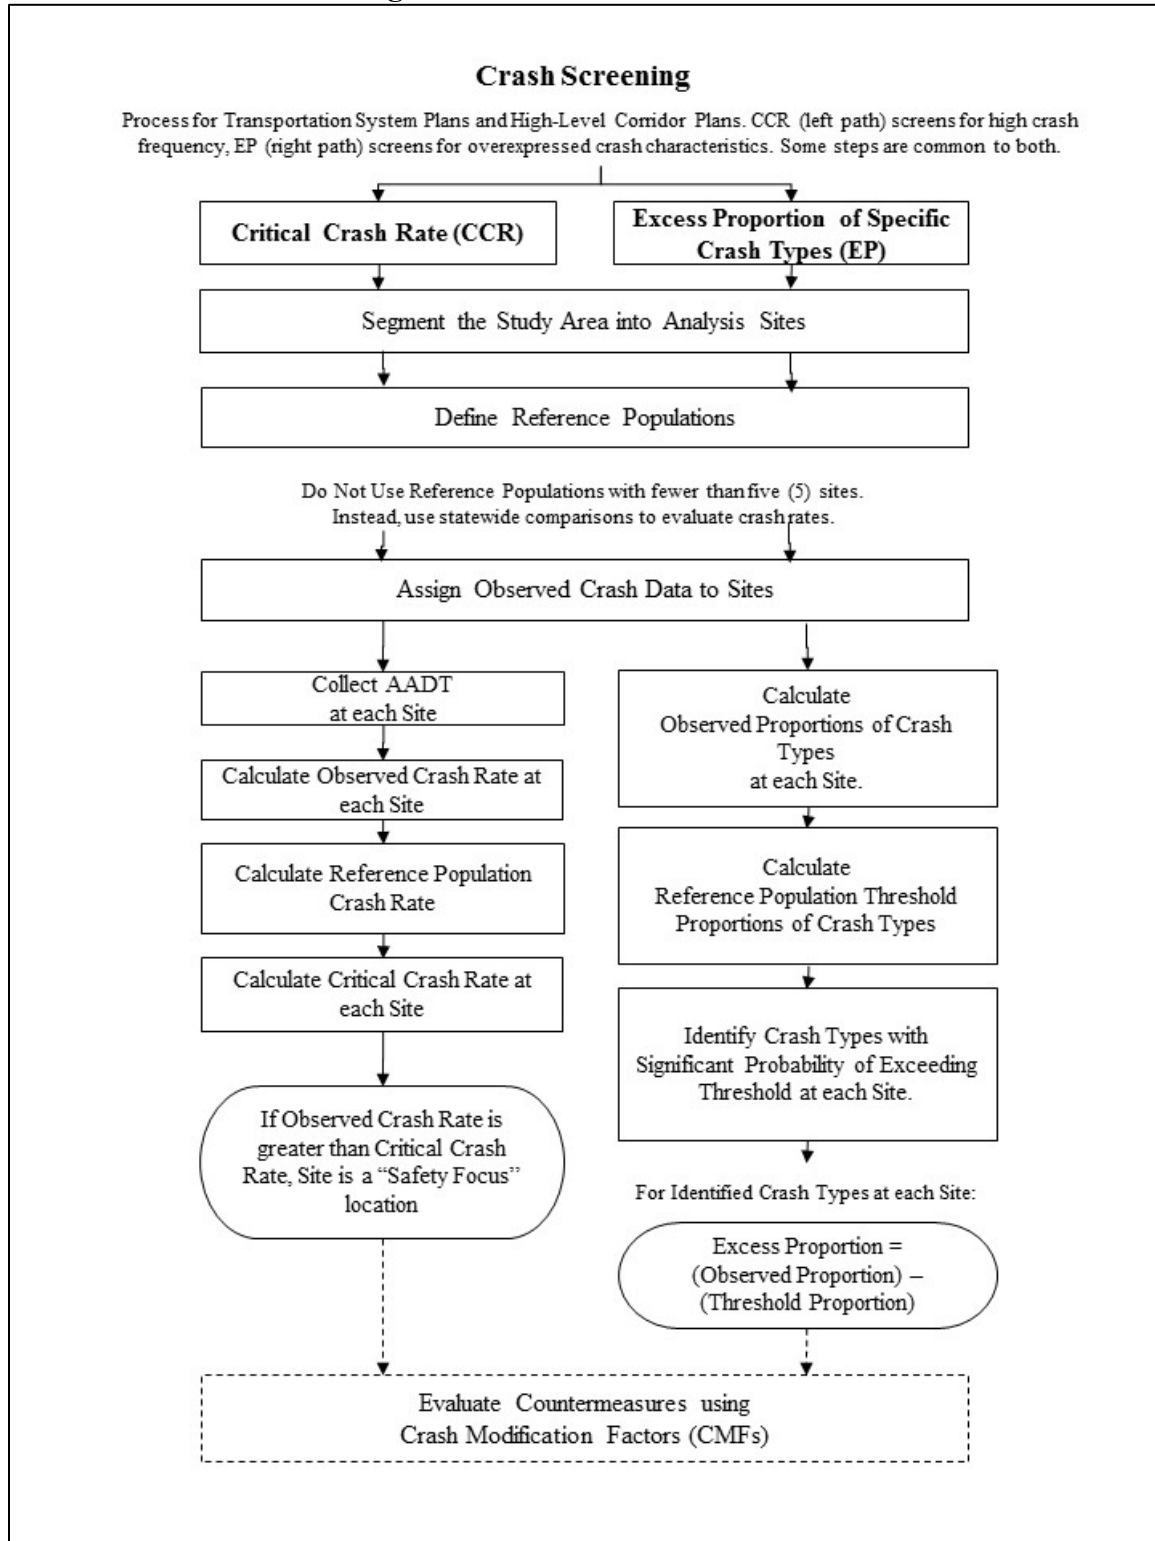 Crash Screening
Process for Transportation System Plans and High-Level Corridor Plans. CCR (left path) screens for high crash
frequency, EP (right path) screens for overexpressed crash characteristics. Some steps are common to both.
Critical Crash Rate (CCR)
Excess Proportion of Specific
Crash Types (EP)
Segment the Study Area into Analysis Sites
Define Reference Populations
Do Not Use Reference Populations with fewer than five (5) sites.
Instead, use statewide comparisons to evaluate crash rates.
Assign Observed Crash Data to Sites
Collect AADT
at each Site
Calculate Observed Crash Rate at
each Site
Calculate Reference Population
Crash Rate
Calculate Critical Crash Rate at
each Site
If Observed Crash Rate is
greater than Critical Crash
Rate, Site is a “Safety Focus”
location
Calculate
Observed Proportions of Crash
Types
at each Site.
Calculate
Reference Population Threshold
Proportions of Crash Types
Identify Crash Types with
Significant Probability of Exceeding
Threshold at each Site.
For Identified Crash Types at each Site:
Excess Proportion =
(Observed Proportion) –
(Threshold Proportion)
Evaluate Countermeasures using
Crash Modification Factors (CMFs)